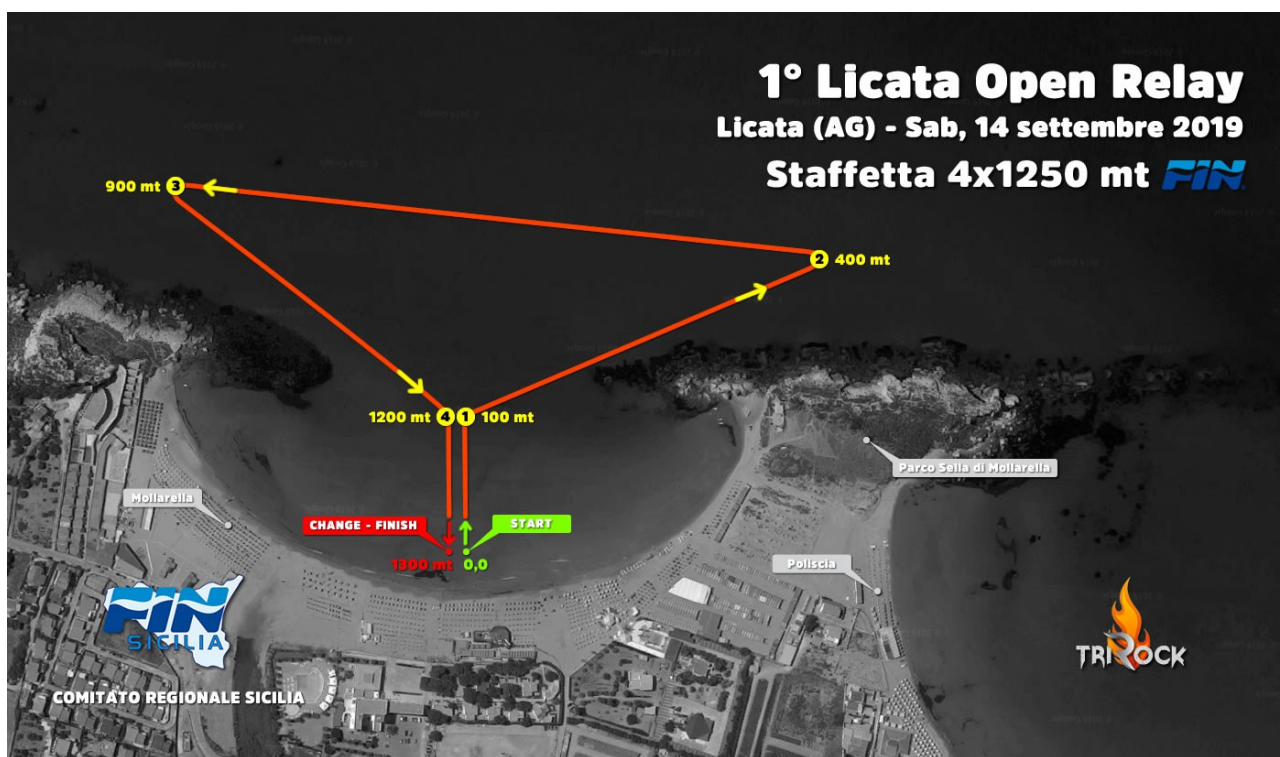 1° Licata Open Relay
Licata (AG) - Sab, 14 settembre 2019
Staffetta 4x1250 mt FIN
900 mt 3
2 400 mt
1200 mt 4 1 100 mt
Parco Sella di Mollarella
Mollarella
CHANGE - FINISH
START
1300 mt 0,0
Poliscia
FIN
SICILIA
TRIROCK
COMITATO REGIONALE SICILIA